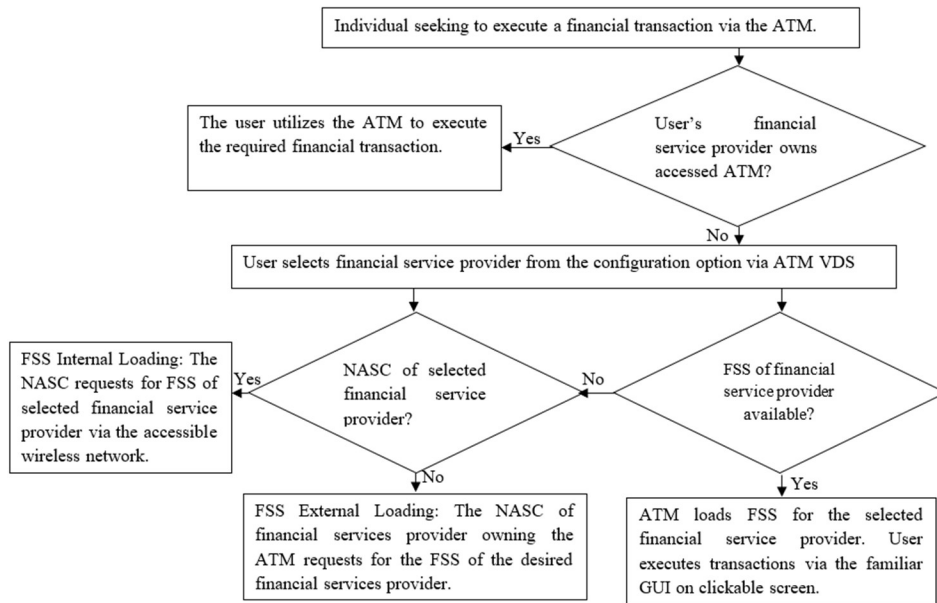 Individual seeking to execute a financial transaction via the ATM.
The user utilizes the ATM to execute
the required financial transaction.
Yes
User's financial
service provider owns
accessed ATM?
No
User selects financial service provider from the configuration option via ATM VDS
FSS Internal Loading: The
NASC requests for FSS of
selected financial service
provider via the accessible
wireless network.
Yes
NASC of selected
financial service
provider?
No
FSS of financial
service provider
available?
No
Yes
FSS External Loading: The NASC of
financial services provider owning the
ATM requests for the FSS of the desired
financial services provider.
ATM loads FSS for the selected
financial service provider. User
executes transactions via the familiar
GUI on clickable screen.